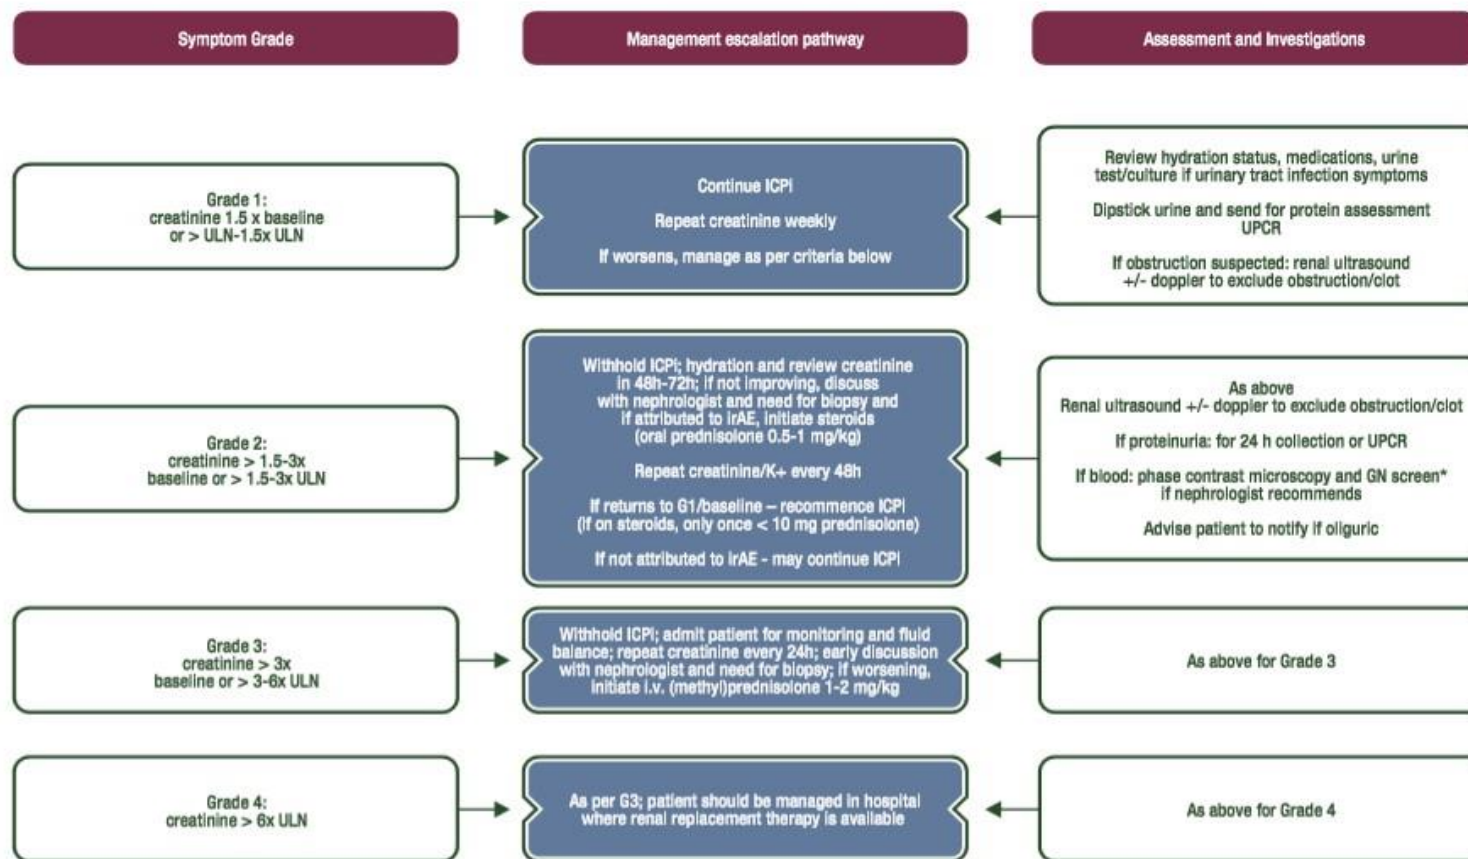 Symptom Grade
Management escalation pathway
Assessment and Investigations
Grade 1:
creatinine 1.5 x baseline
or > ULN-1.5x ULN
Continue ICPi
Repeat creatinine weekly
If worsens, manage as per criteria below
Review hydration status, medications, urine
test/culture if urinary tract infection symptoms
Dipstick urine and send for protein assessment
UPCR
If obstruction suspected: renal ultrasound
+/- doppler to exclude obstruction/clot
Grade 2:
creatinine > 1.5-3x
baseline or > 1.5-3x ULN
Withhold ICPi; hydration and review creatinine
in 48h-72h; if not improving, discuss
with nephrologist and need for biopsy and
if attributed to irAE, initiate steroids
(oral prednisolone 0.5-1 mg/kg)
Repeat creatinine/K+ every 48h
If returns to G1/baseline – recommence ICPi
(if on steroids, only once < 10 mg prednisolone)
If not attributed to irAE - may continue ICPi
As above
Renal ultrasound +/- doppler to exclude obstruction/clot
If proteinuria: for 24 h collection or UPCR
If blood: phase contrast microscopy and GN screen*
if nephrologist recommends
Advise patient to notify if oliguric
Grade 3:
creatinine > 3x
baseline or > 3-6x ULN
Withhold ICPi; admit patient for monitoring and fluid
balance; repeat creatinine every 24h; early discussion
with nephrologist and need for biopsy; if worsening,
initiate i.v. (methyl)prednisolone 1-2 mg/kg
As above for Grade 3
Grade 4:
creatinine > 6x ULN
As per G3; patient should be managed in hospital
where renal replacement therapy is available
As above for Grade 4